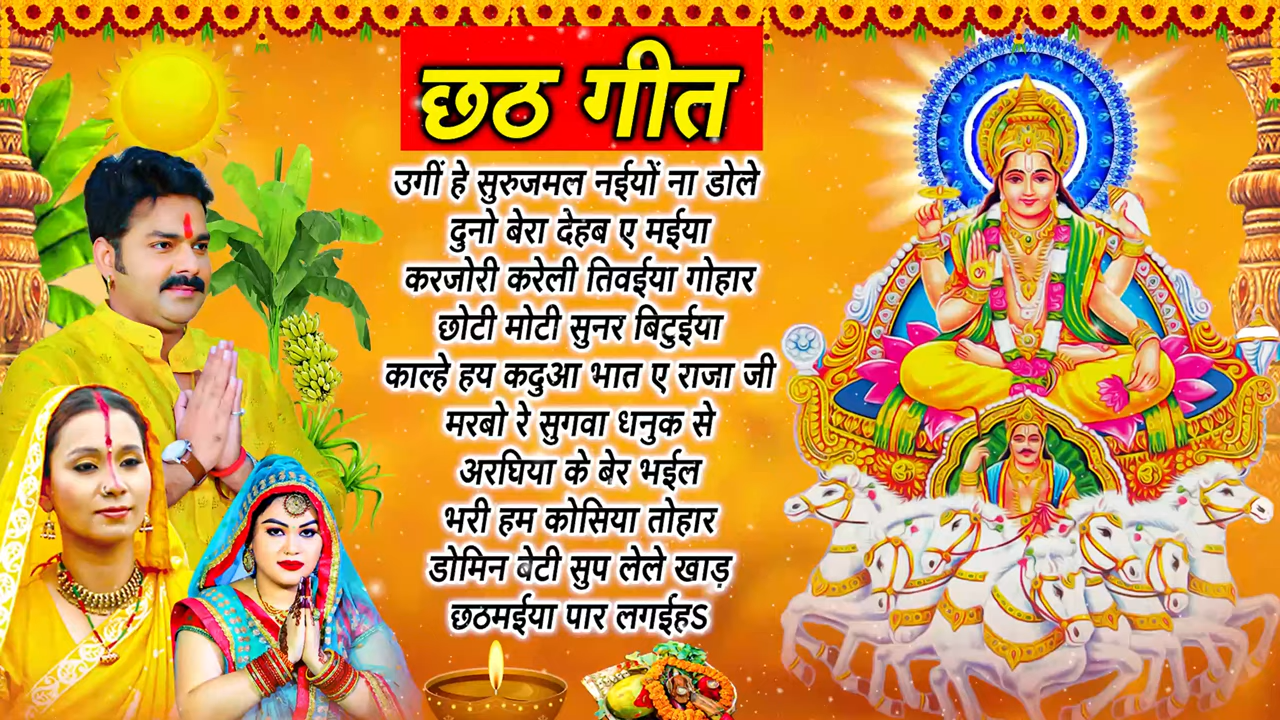 छठ गीत
उगीं हे सुरुजमल नईयों ना डोले
दुनो बेरा देहब ए मईया
करजोरी करेली तिवईया गोहार
छोटी मोटी सुनर बिटुईया
काल्हे हय कदुआ भात ए राजा जी
मरबो रे सुगवा धनुक से
अरघिया के बेर भईल
भरी हम कोसिया तोहार
डोमिन बेटी सुप लेले खाड़
छठमईया पार लगईहS